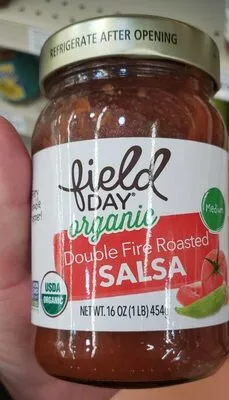 REFRIGERATE AFTER OPENING
field
DAY®
organic
Medium
Double Fire Roasted
SALSA
USDA
ORGANIC
NET WT. 16 OZ (1 LB) 454g